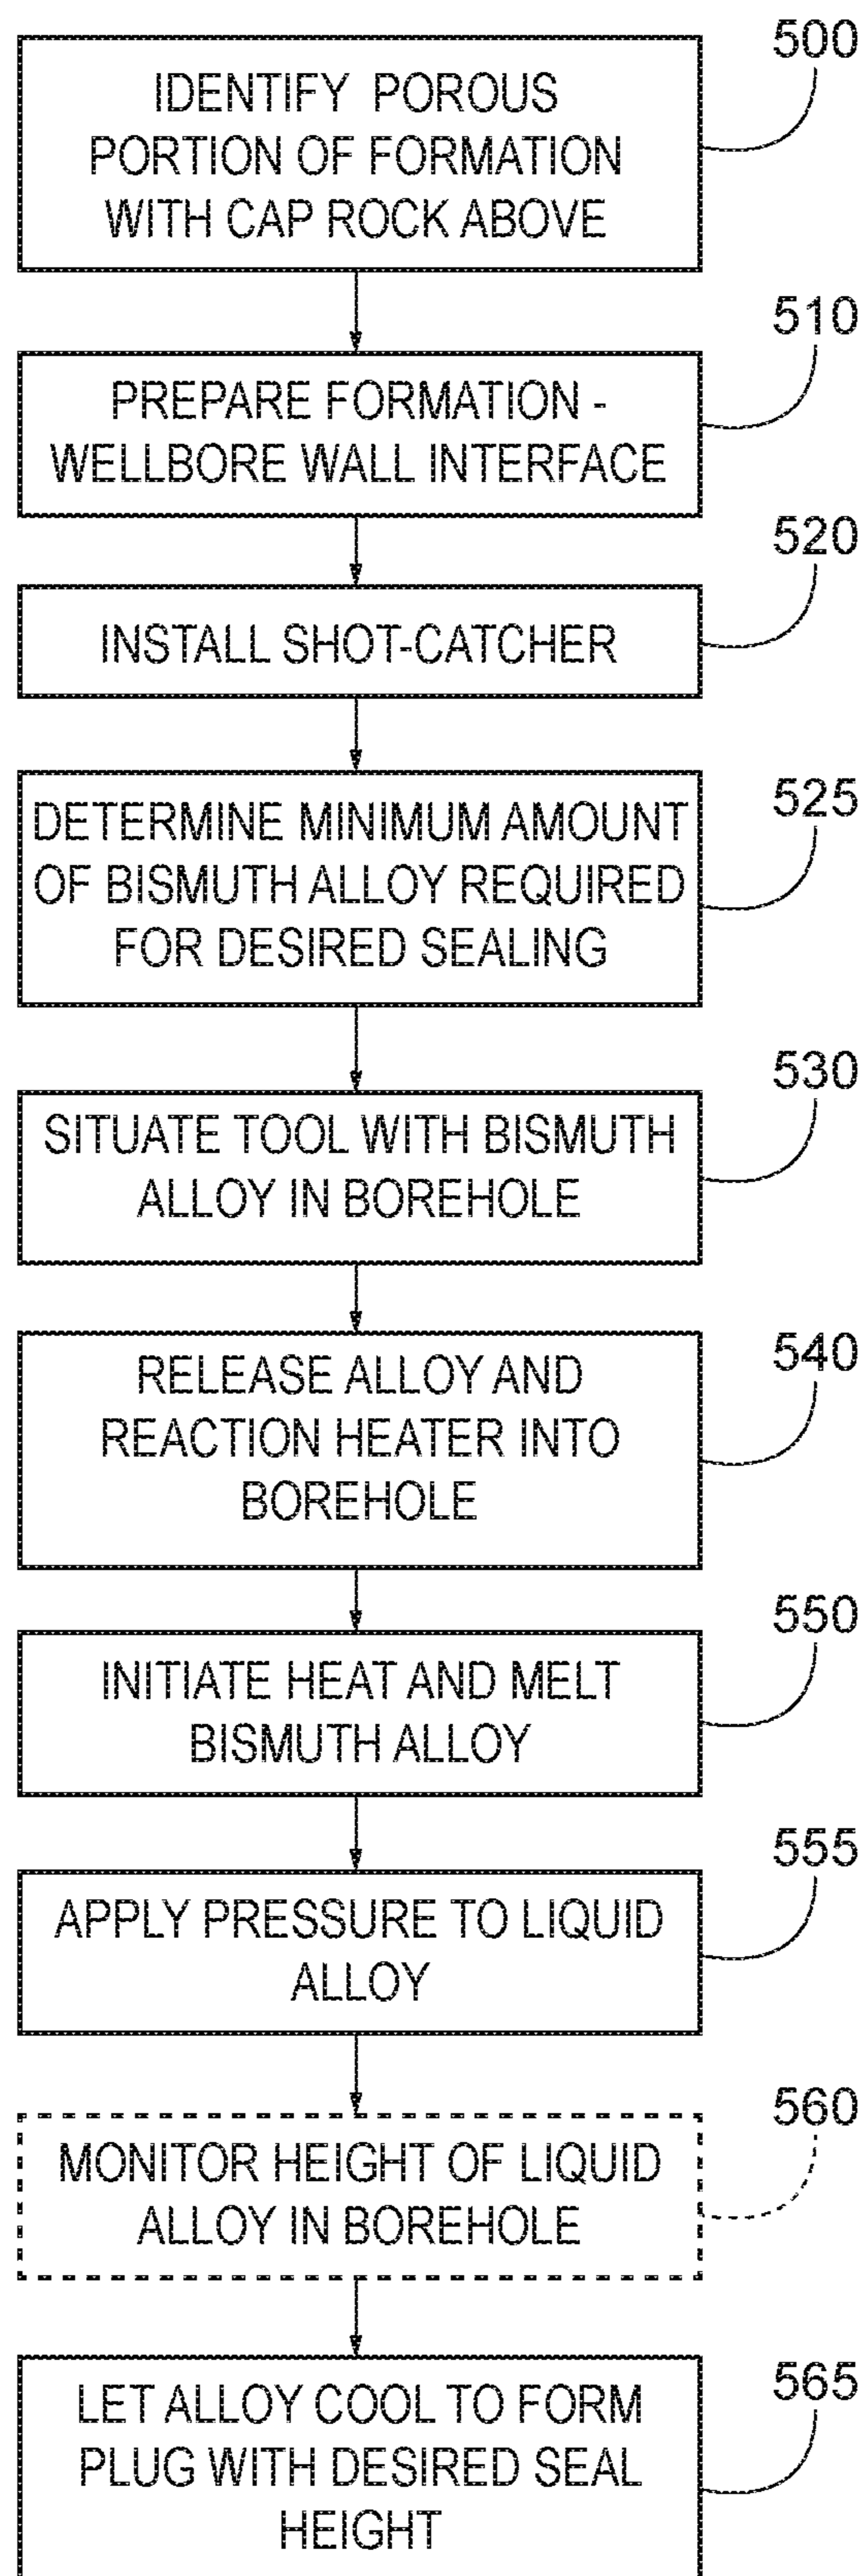 500
IDENTIFY POROUS
PORTION OF FORMATION
WITH CAP ROCK ABOVE
510
PREPARE FORMATION -
WELLBORE WALL INTERFACE
520
INSTALL SHOT-CATCHER
525
DETERMINE MINIMUM AMOUNT
OF BISMUTH ALLOY REQUIRED
FOR DESIRED SEALING
530
SITUATE TOOL WITH BISMUTH
ALLOY IN BOREHOLE
540
RELEASE ALLOY AND
REACTION HEATER INTO
BOREHOLE
550
INITIATE HEAT AND MELT
BISMUTH ALLOY
555
APPLY PRESSURE TO LIQUID
ALLOY
560
MONITOR HEIGHT OF LIQUID
ALLOY IN BOREHOLE
565
LET ALLOY COOL TO FORM
PLUG WITH DESIRED SEAL
HEIGHT